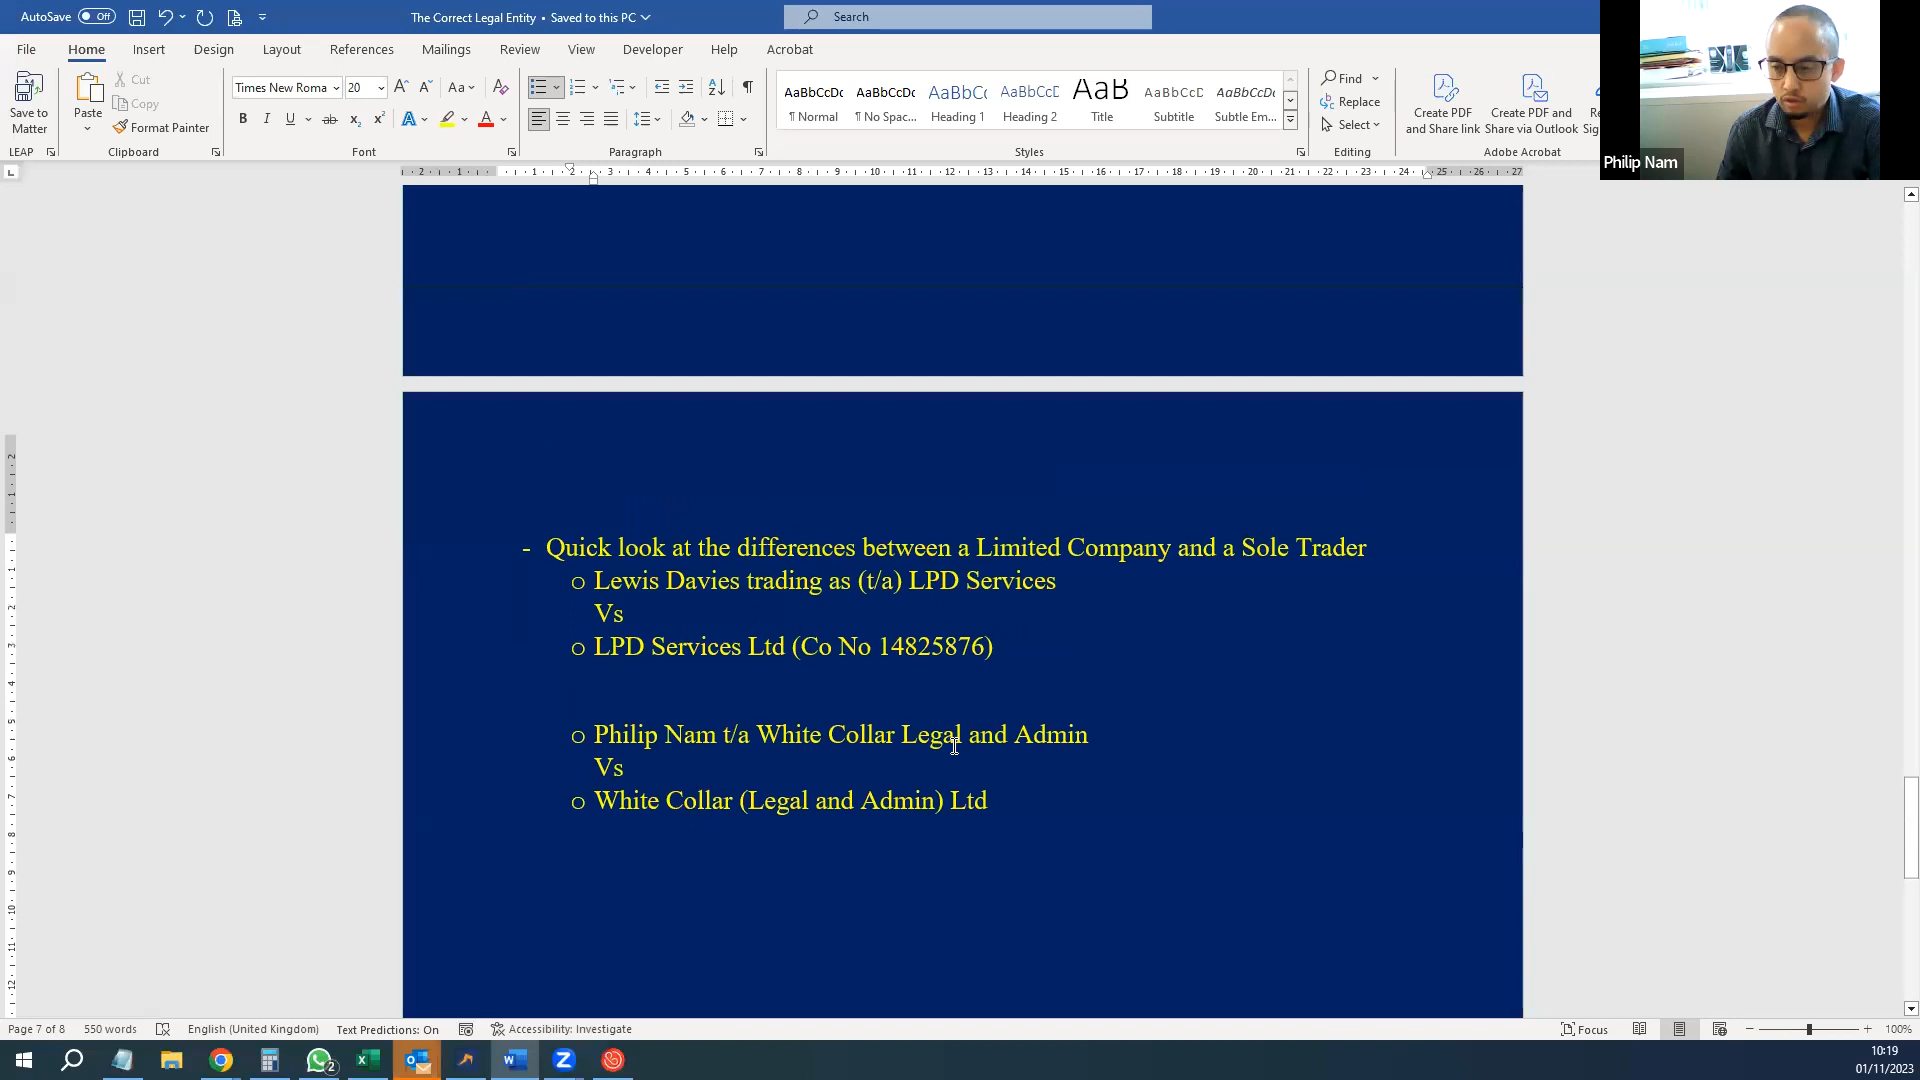 AutoSave Off
The Correct Legal Entity • Saved to this PC
Search
File Home Insert Design Layout References Mailings Review View Developer Help Acrobat
Save to Matter
Paste
Cut
Copy
Format Painter
Times New Roma 20
AaBbCcDc AaBbCcDc AaBbCc AaBbCcD AaB AaBbCcD AaBbCcDc
¶ Normal ¶ No Spac... Heading 1 Heading 2 Title Subtitle Subtle Em...
Find
Replace
Select
Create PDF and Share link
Create PDF and Share via Outlook
LEAP Clipboard Font Paragraph Styles Editing Adobe Acrobat
Philip Nam
- Quick look at the differences between a Limited Company and a Sole Trader
o Lewis Davies trading as (t/a) LPD Services
Vs
o LPD Services Ltd (Co No 14825876)
o Philip Nam t/a White Collar Legal and Admin
Vs
o White Collar (Legal and Admin) Ltd
Page 7 of 8 550 words English (United Kingdom) Text Predictions: On Accessibility: Investigate Focus 100%
10:19
01/11/2023